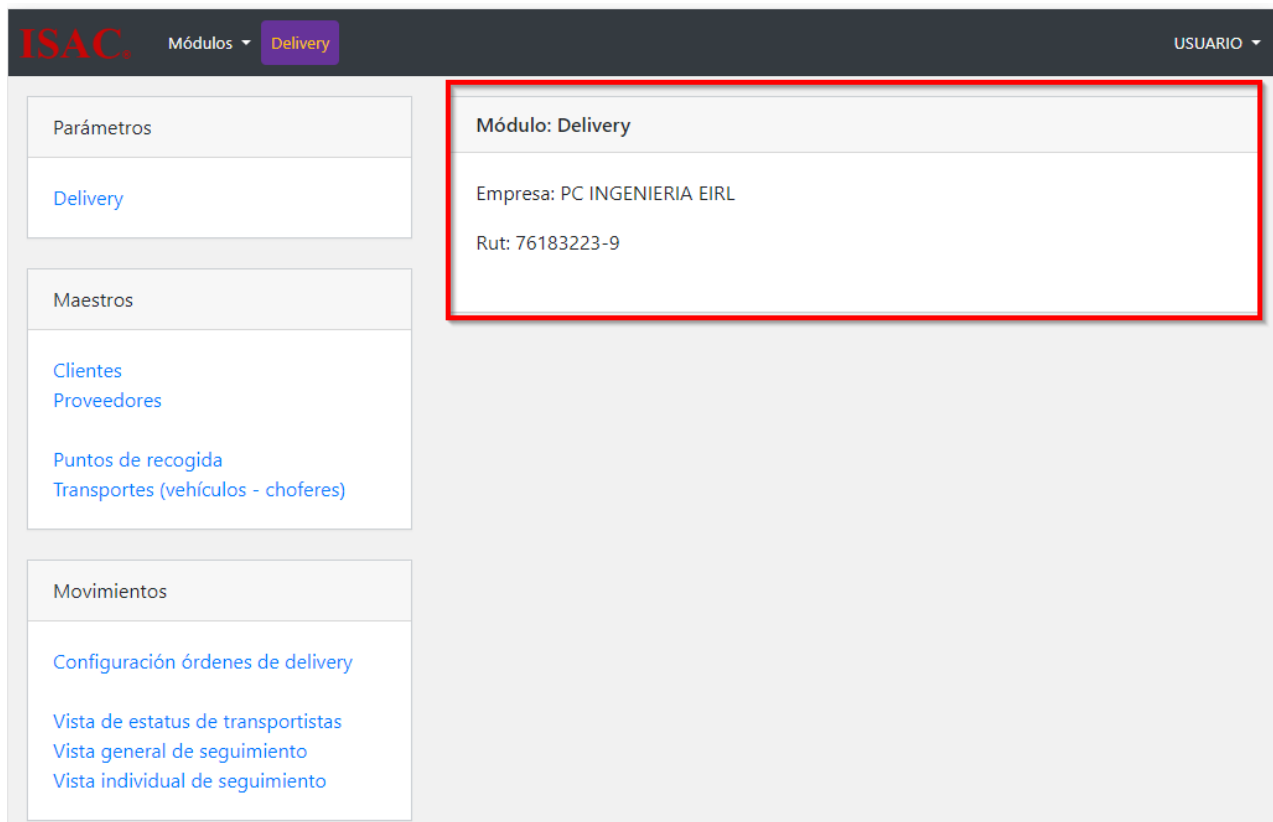 ISAC® Módulos Delivery USUARIO
Parámetros
Delivery
Maestros
Clientes
Proveedores
Puntos de recogida
Transportes (vehículos - choferes)
Movimientos
Configuración órdenes de delivery
Vista de estatus de transportistas
Vista general de seguimiento
Vista individual de seguimiento
Módulo: Delivery
Empresa: PC INGENIERIA EIRL
Rut: 76183223-9